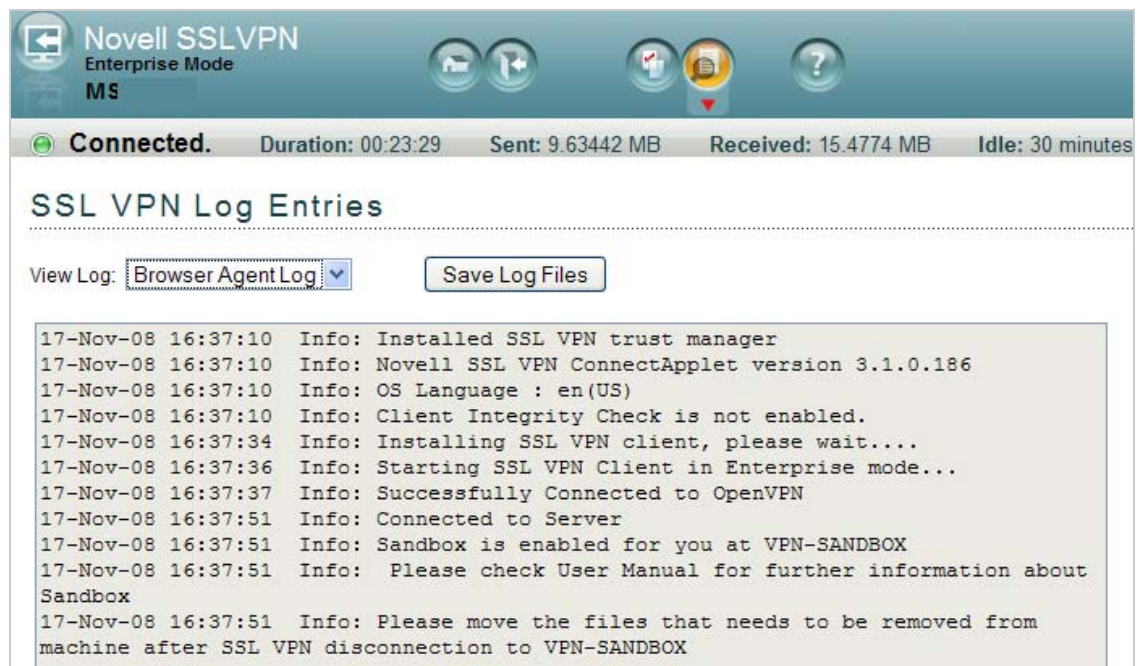 Novell SSLVPN
Enterprise Mode
MS
Connected. Duration: 00:23:29 Sent: 9.63442 MB Received: 15.4774 MB Idle: 30 minutes
SSL VPN Log Entries
View Log: Browser Agent Log Save Log Files
17-Nov-08 16:37:10 Info: Installed SSL VPN trust manager
17-Nov-08 16:37:10 Info: Novell SSL VPN ConnectApplet version 3.1.0.186
17-Nov-08 16:37:10 Info: OS Language : en(US)
17-Nov-08 16:37:10 Info: Client Integrity Check is not enabled.
17-Nov-08 16:37:34 Info: Installing SSL VPN client, please wait....
17-Nov-08 16:37:36 Info: Starting SSL VPN Client in Enterprise mode...
17-Nov-08 16:37:37 Info: Successfully Connected to OpenVPN
17-Nov-08 16:37:51 Info: Connected to Server
17-Nov-08 16:37:51 Info: Sandbox is enabled for you at VPN-SANDBOX
17-Nov-08 16:37:51 Info: Please check User Manual for further information about
Sandbox
17-Nov-08 16:37:51 Info: Please move the files that needs to be removed from
machine after SSL VPN disconnection to VPN-SANDBOX